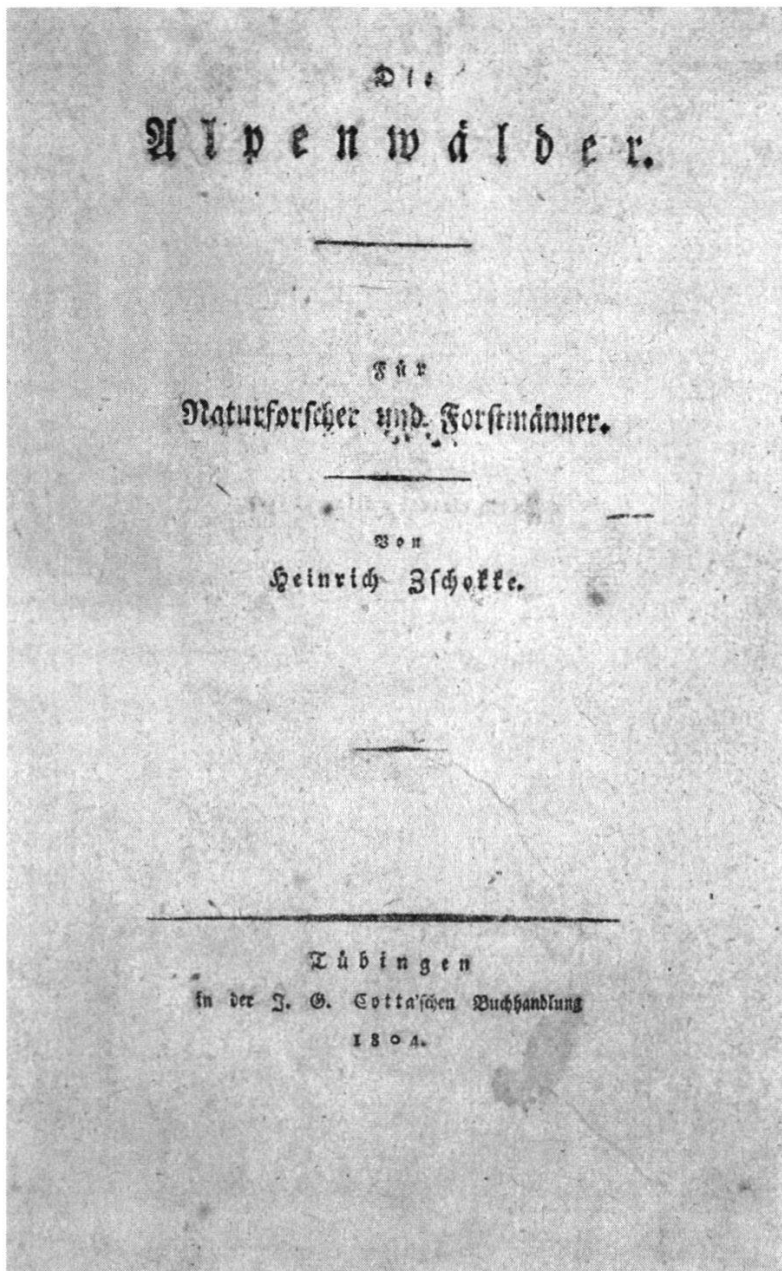 Die
Alpenwälder.
Für
Naturforscher und Forstmänner.
Von
Heinrich Zschokke.
Tübingen
in der J. G. Cotta'schen Buchhandlung
1804.